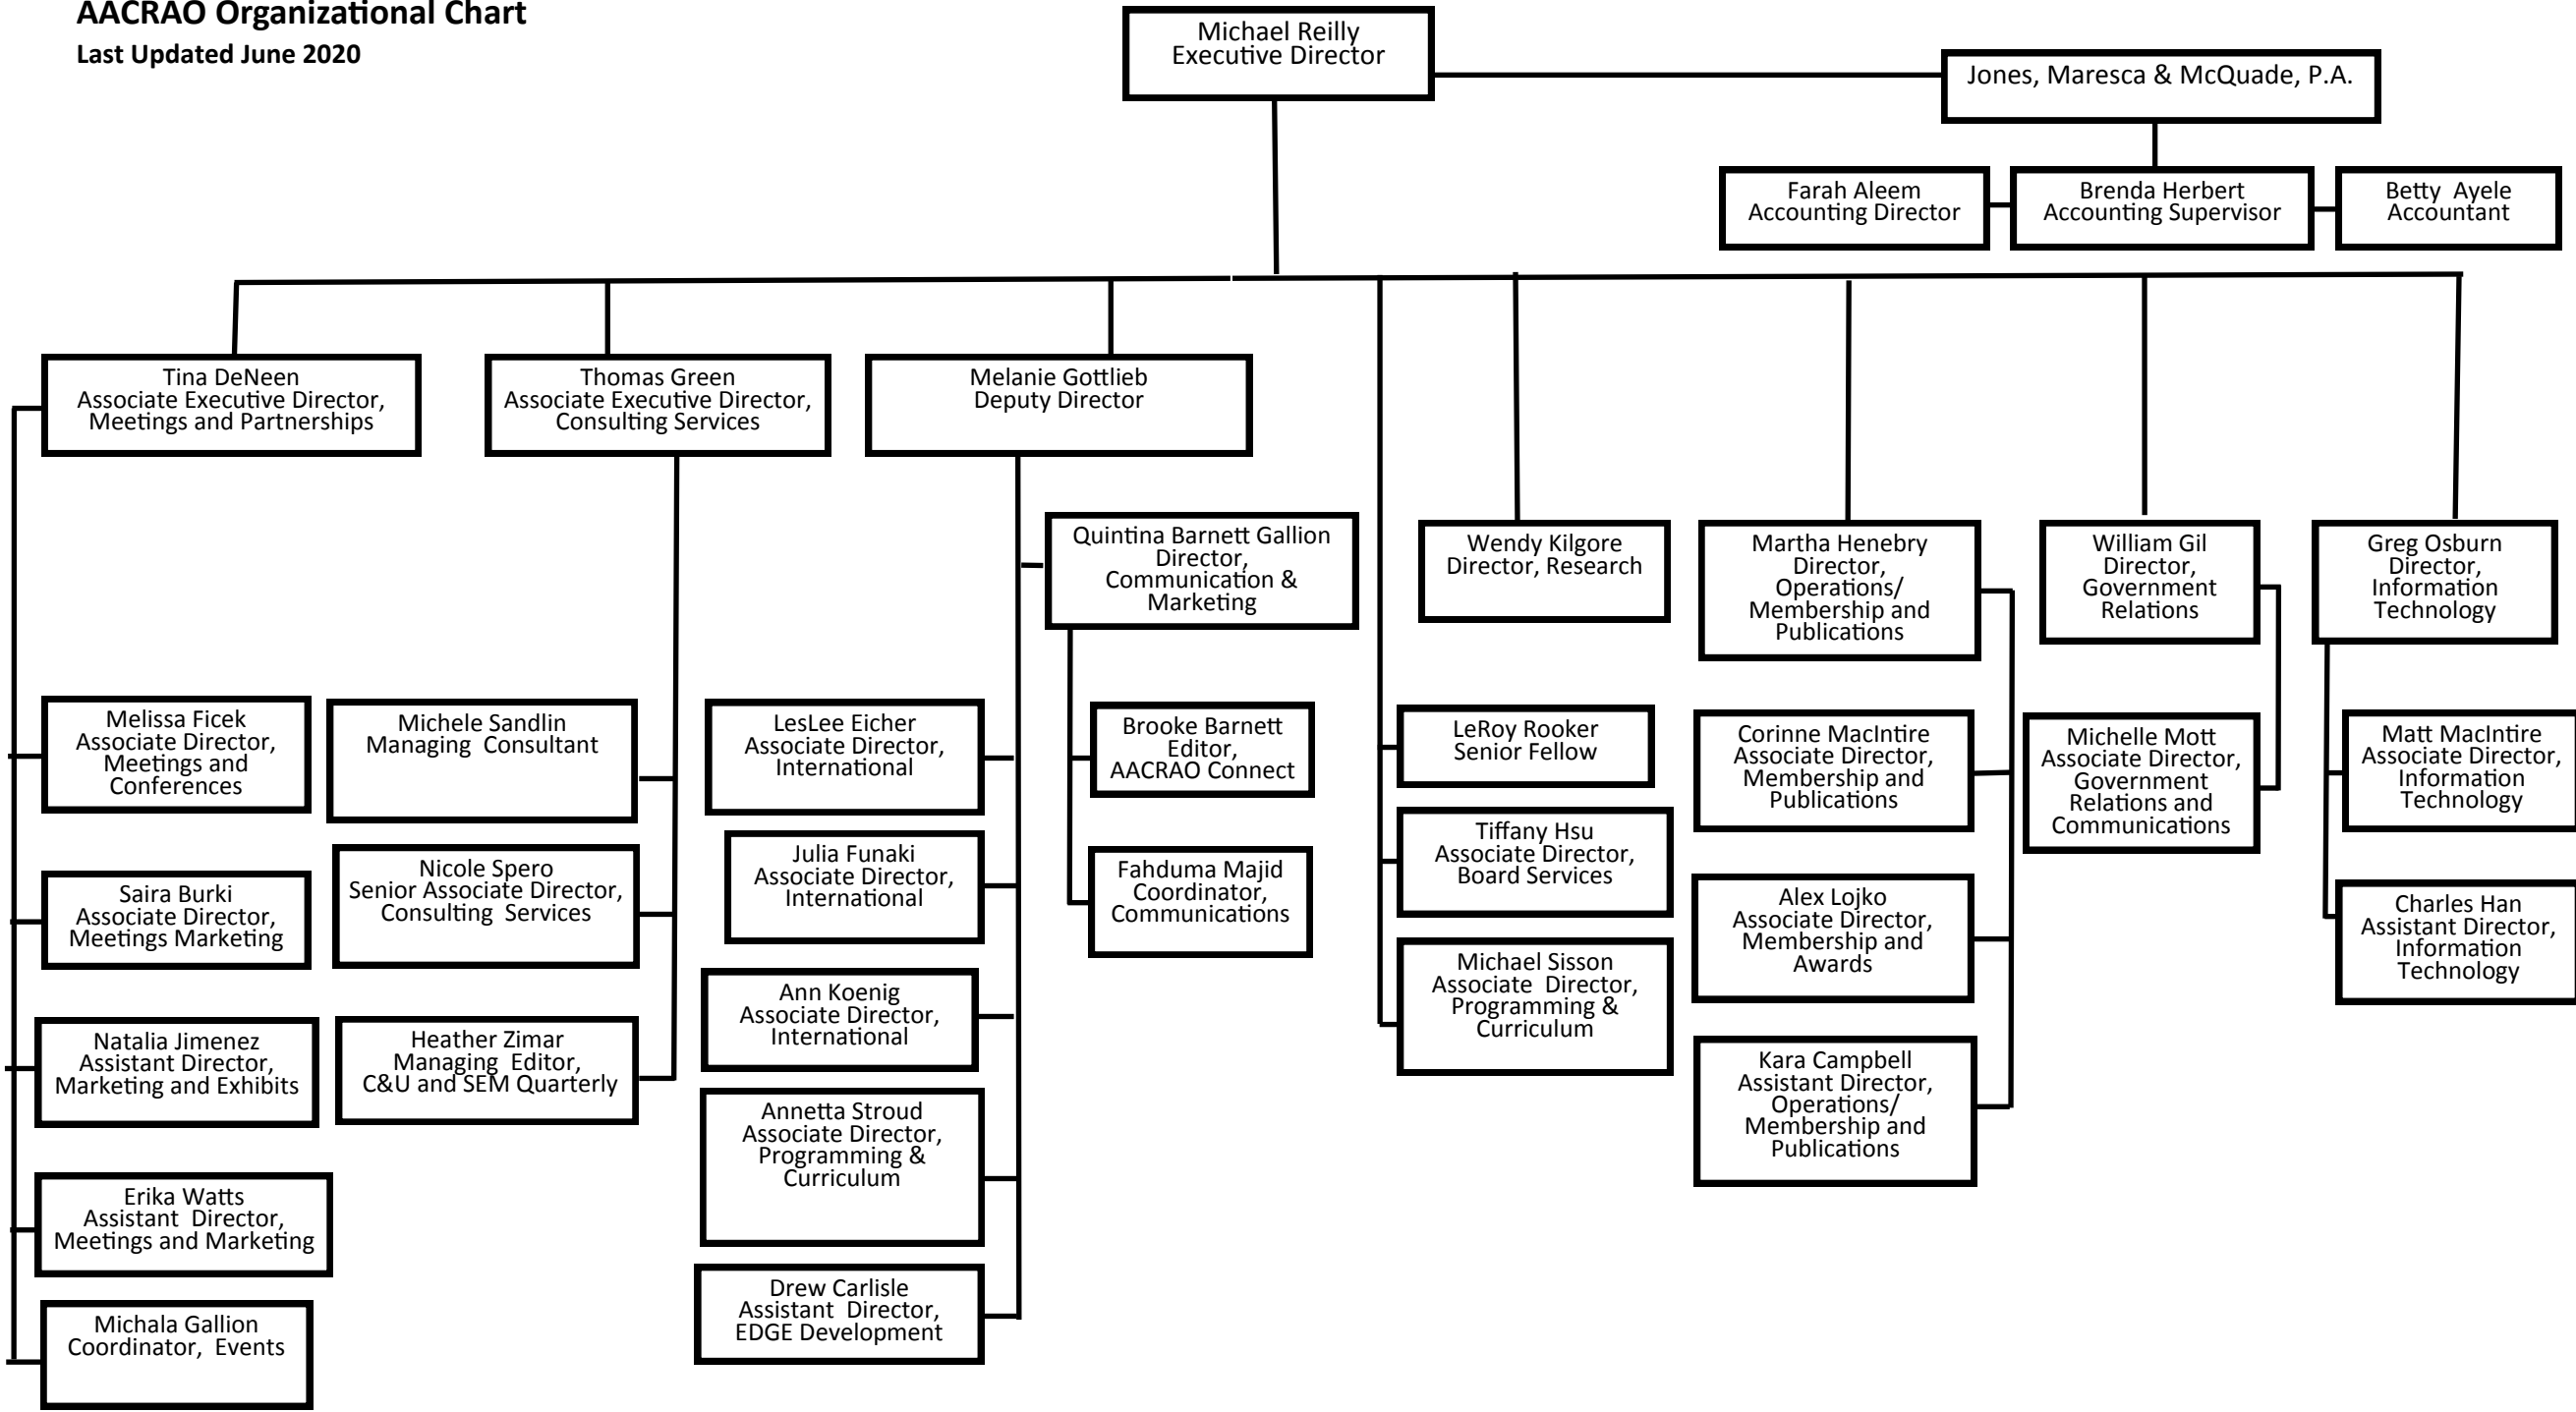 AACRAO Organizational Chart
Last Updated June 2020
Michael Reilly
Executive Director
Jones, Maresca & McQuade, P.A.
Farah Aleem
Accounting Director
Brenda Herbert
Accounting Supervisor
Betty Ayele
Accountant
Tina DeNeen
Associate Executive Director,
Meetings and Partnerships
Thomas Green
Associate Executive Director,
Consulting Services
Melanie Gottlieb
Deputy Director
Quintina Barnett Gallion
Director,
Communication &
Marketing
Wendy Kilgore
Director, Research
Martha Henebry
Director,
Operations/
Membership and
Publications
William Gil
Director,
Government
Relations
Greg Osburn
Director,
Information
Technology
Melissa Ficek
Associate Director,
Meetings and
Conferences
Michele Sandlin
Managing Consultant
LesLee Eicher
Associate Director,
International
Brooke Barnett
Editor,
AACRAO Connect
LeRoy Rooker
Senior Fellow
Corinne MacIntire
Associate Director,
Membership and
Publications
Michelle Mott
Associate Director,
Government
Relations and
Communications
Matt MacIntire
Associate Director,
Information
Technology
Saira Burki
Associate Director,
Meetings Marketing
Nicole Spero
Senior Associate Director,
Consulting Services
Julia Funaki
Associate Director,
International
Fahduma Majid
Coordinator,
Communications
Tiffany Hsu
Associate Director,
Board Services
Alex Lojko
Associate Director,
Membership and
Awards
Charles Han
Assistant Director,
Information
Technology
Natalia Jimenez
Assistant Director,
Marketing and Exhibits
Heather Zimar
Managing Editor,
C&U and SEM Quarterly
Ann Koenig
Associate Director,
International
Michael Sisson
Associate Director,
Programming &
Curriculum
Kara Campbell
Assistant Director,
Operations/
Membership and
Publications
Erika Watts
Assistant Director,
Meetings and Marketing
Annetta Stroud
Associate Director,
Programming &
Curriculum
Michala Gallion
Coordinator, Events
Drew Carlisle
Assistant Director,
EDGE Development